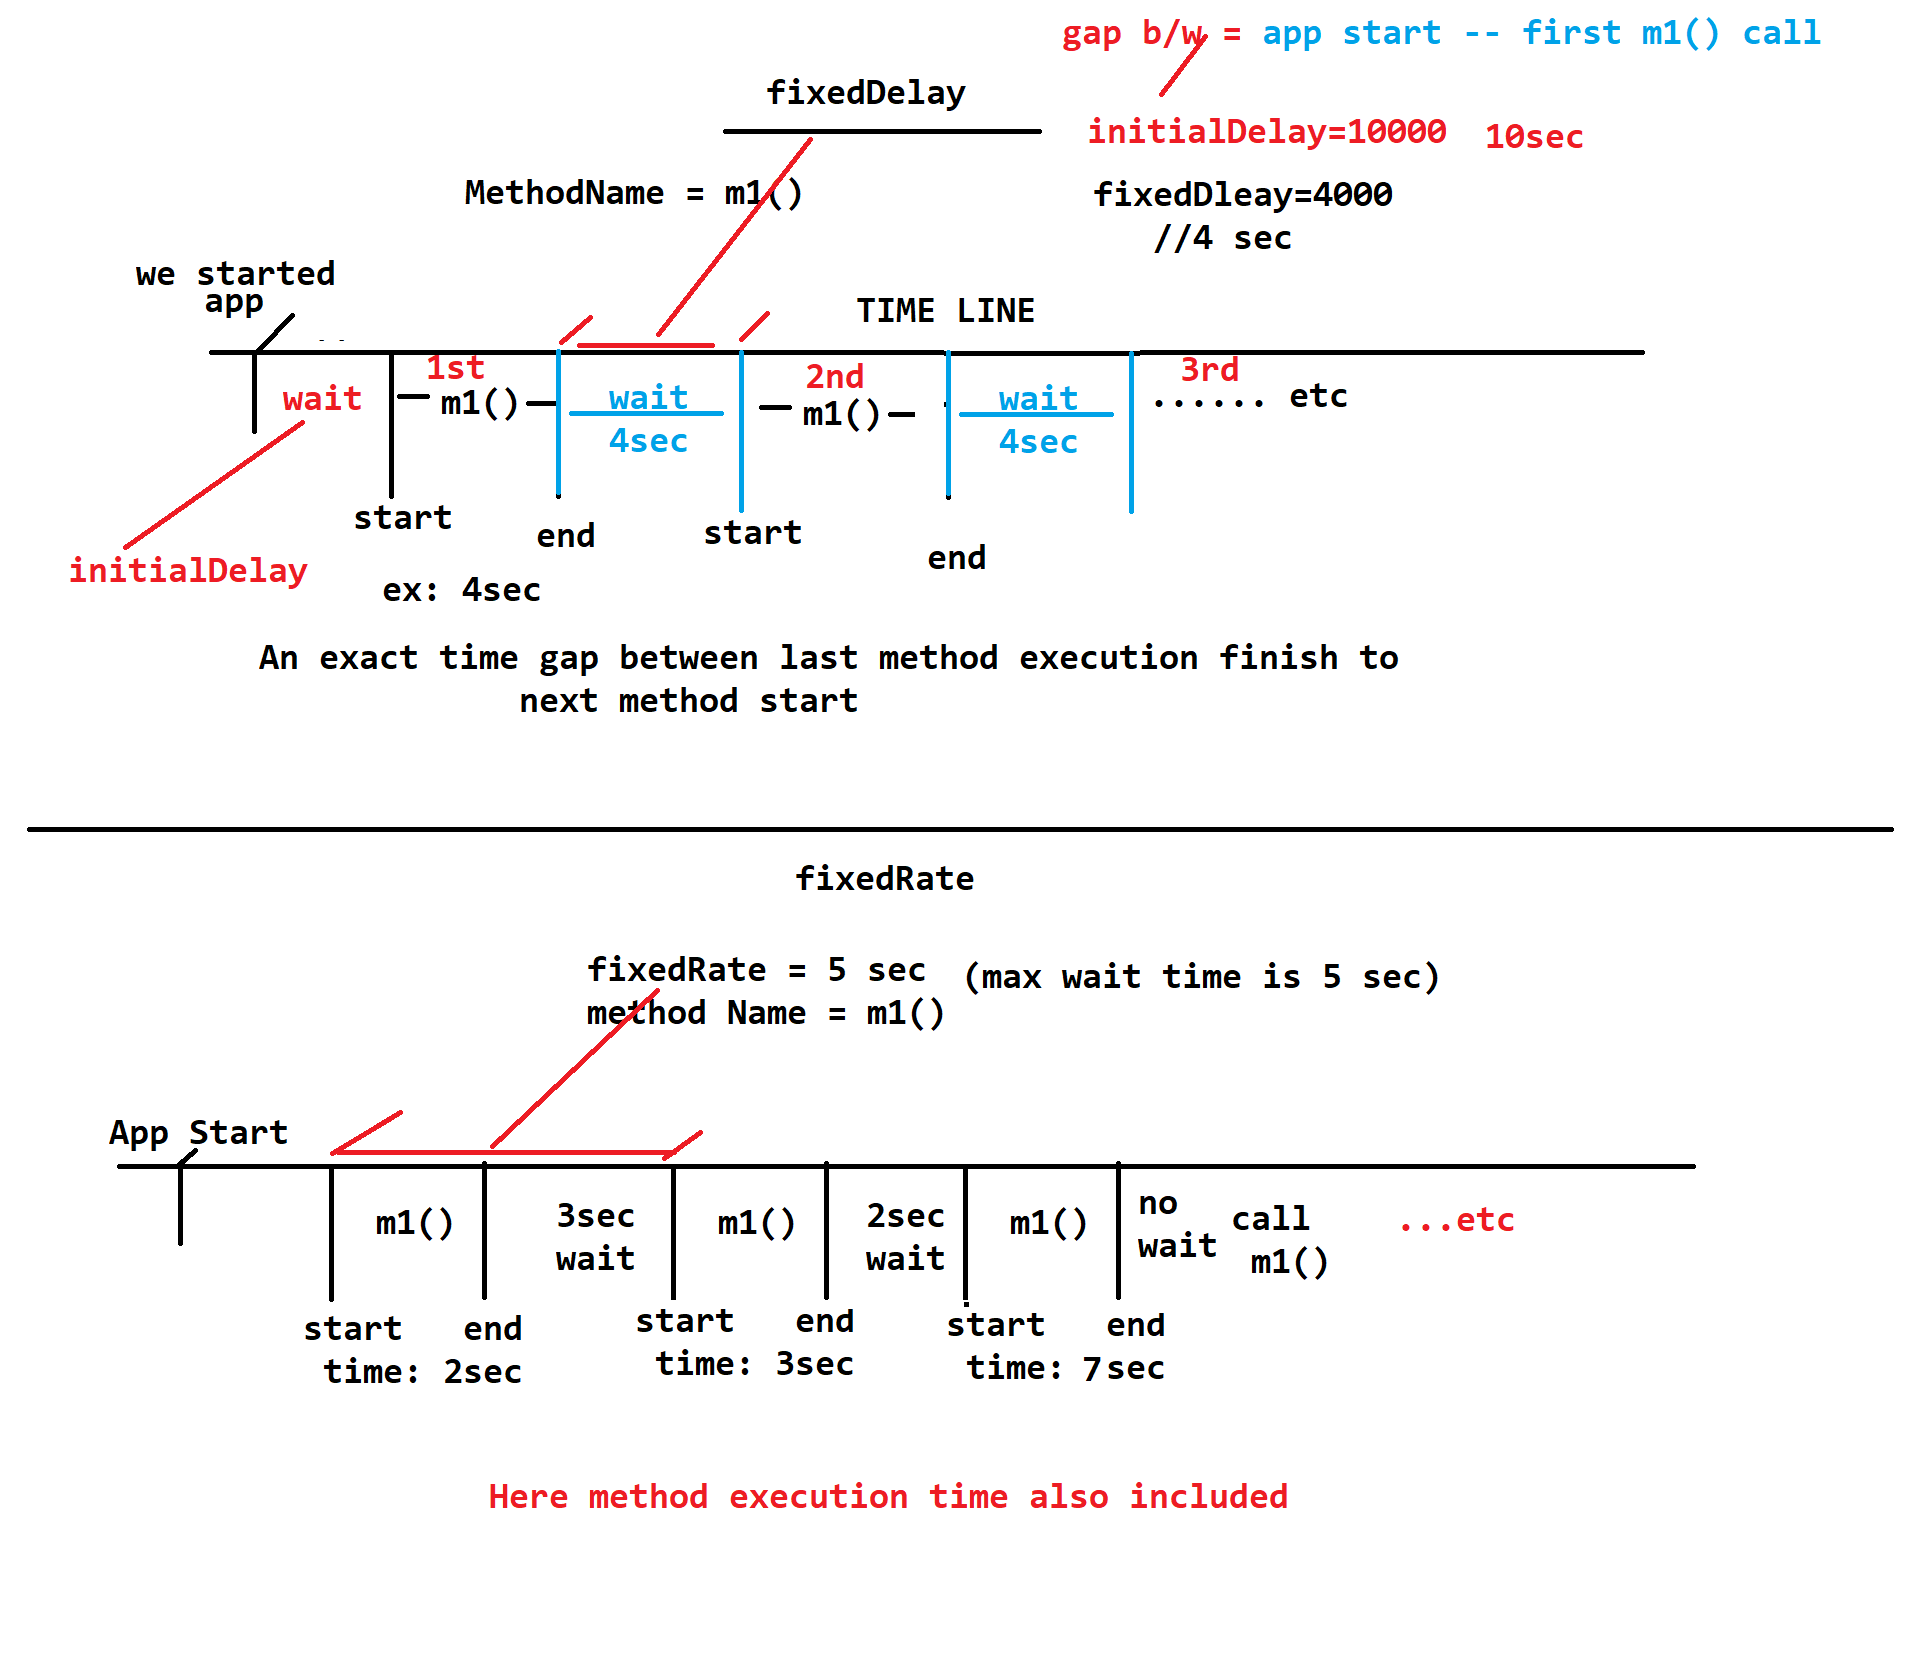 gap b/w = app start -- first m1() call
fixedDelay
initialDelay=10000 10sec
MethodName = m1()
fixedDleay=4000
//4 sec
we started
app
TIME LINE
1st
2nd
3rd
wait
m1()
wait
m1()
wait
...... etc
4sec
4sec
start
end
start
end
initialDelay
ex: 4sec
An exact time gap between last method execution finish to
next method start
fixedRate
fixedRate = 5 sec (max wait time is 5 sec)
method Name = m1()
App Start
m1()
3sec
wait
m1()
2sec
wait
m1()
no
wait
call
m1()
...etc
start end
time: 2sec
start end
time: 3sec
start end
time: 7sec
Here method execution time also included